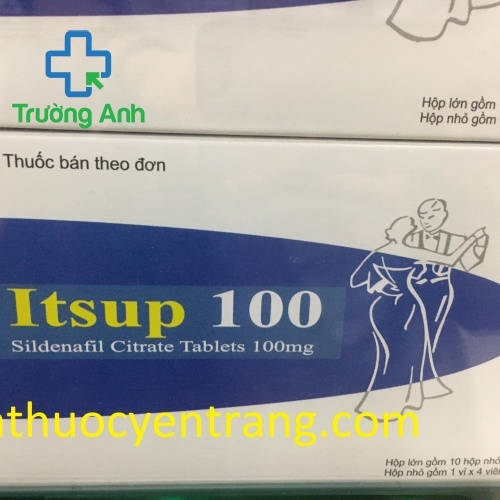 Trường Anh
Hộp lớn gồm
Hộp nhỏ gồm
Thuốc bán theo đơn
Itsup 100
Sildenafil Citrate Tablets 100mg
thuocyentrang.com
Hộp lớn gồm 10 hộp nhỏ
Hộp nhỏ gồm 1 vỉ x 4 viên